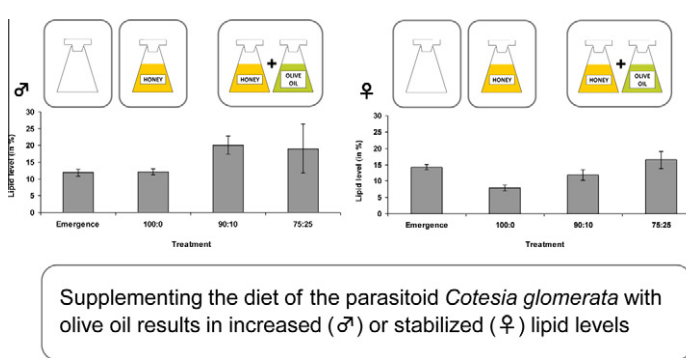 HONEY
HONEY
+
OLIVE
OIL
HONEY
HONEY
+
OLIVE
OIL
♂
♀
Lipid level (in %)
30
25
20
15
10
5
0
Emergence 100:0 90:10 75:25
Treatment
Lipid level (in %)
30
25
20
15
10
5
0
Emergence 100:0 90:10 75:25
Treatment
Supplementing the diet of the parasitoid Cotesia glomerata with
olive oil results in increased (♂) or stabilized (♀) lipid levels